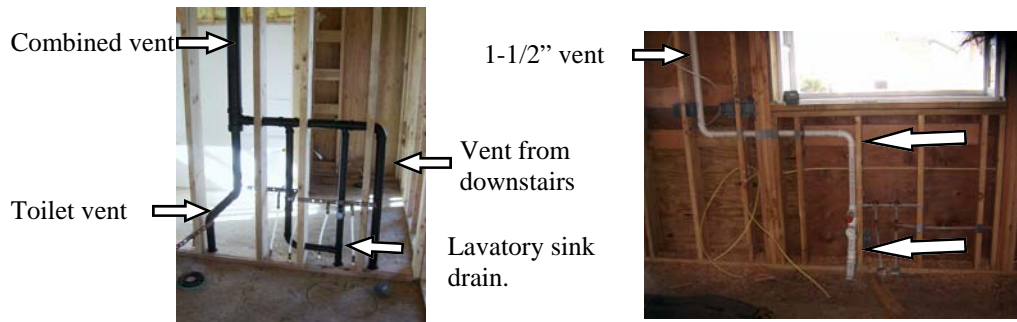 Combined vent
Toilet vent
Vent from
downstairs
Lavatory sink
drain.
1-1/2” vent